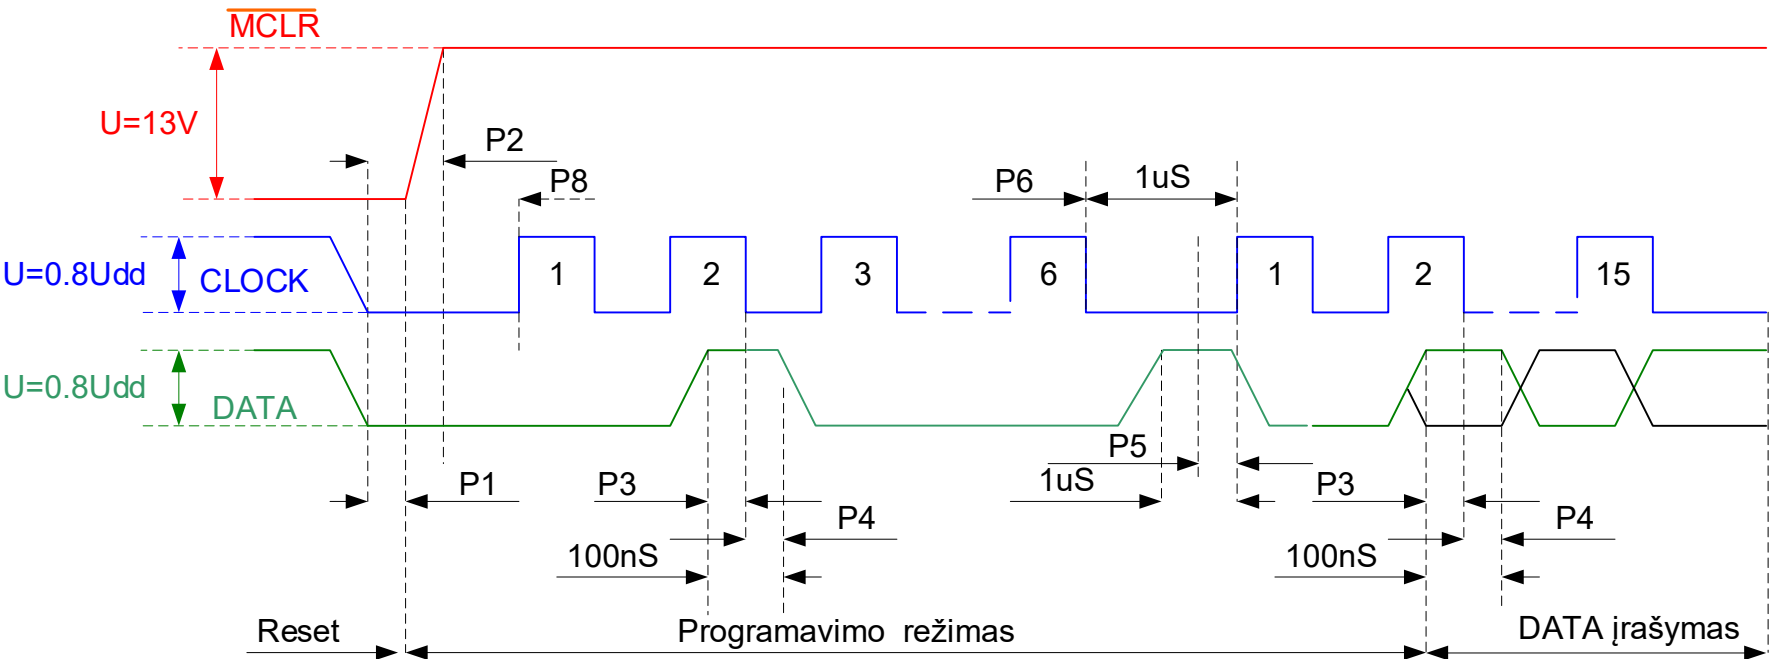 MCLR
U=13V
P2
P8
P6
1uS
U=0.8Udd
CLOCK
1
2
3
6
1
2
15
U=0.8Udd
DATA
P5
P1
P3
1uS
P3
P4
P4
100nS
100nS
Reset
Programavimo režimas
DATA įrašymas